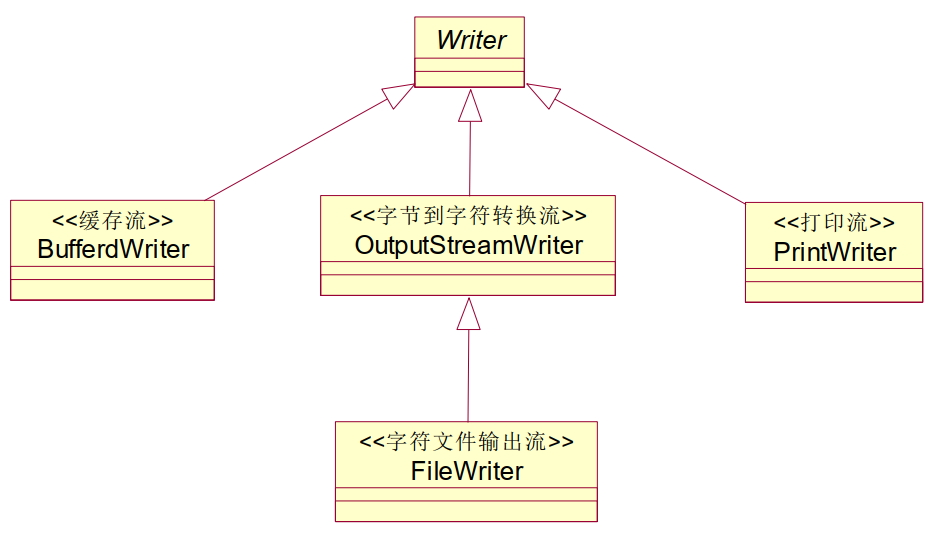 Writer
<<缓存流>>
BufferdWriter
<<字节到字符转换流>>
OutputStreamWriter
<<打印流>>
PrintWriter
<<字符文件输出流>>
FileWriter